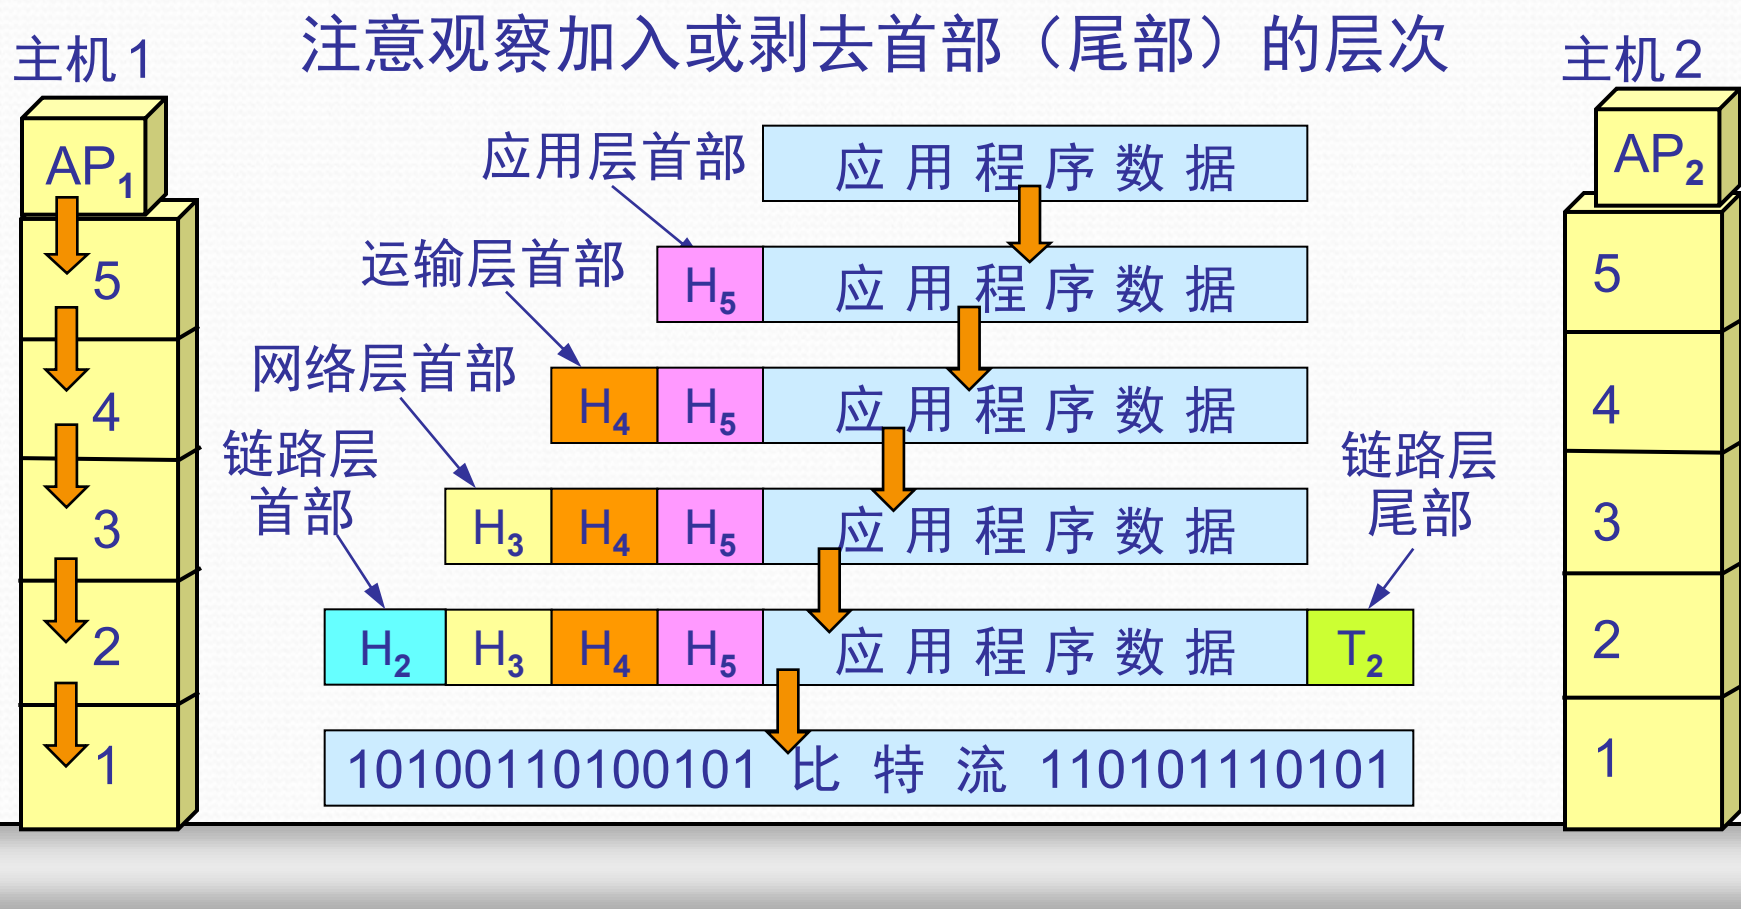 注意观察加入或剥去首部（尾部）的层次
主机 1
主机 2
AP1
AP2
应用层首部
应 用 程 序 数 据
5
运输层首部
H5 应 用 程 序 数 据
5
4
网络层首部
H4 H5 应 用 程 序 数 据
4
链路层
首部
链路层
尾部
3
H3 H4 H5 应 用 程 序 数 据
3
2
H2 H3 H4 H5 应 用 程 序 数 据 T2
2
1
10100110100101 比 特 流 110101110101
1